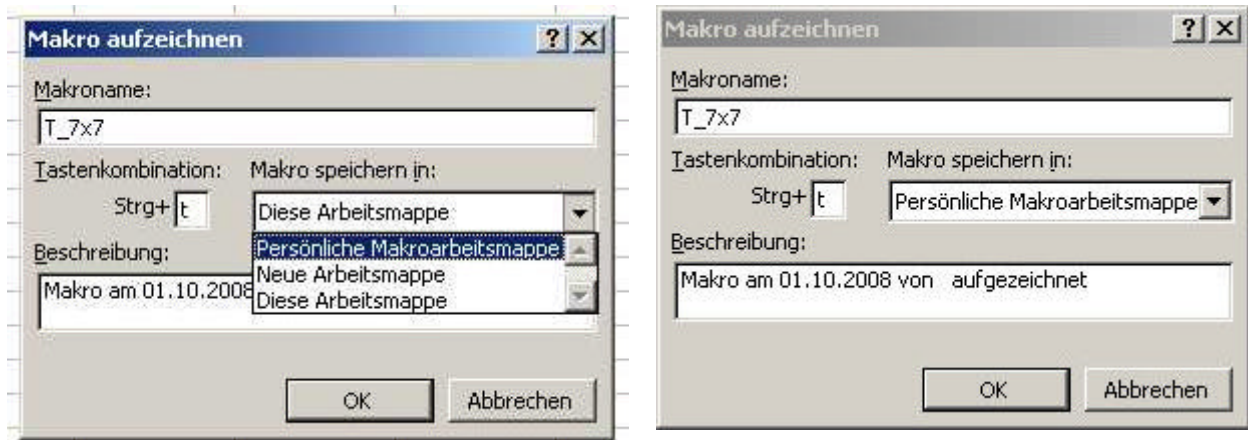 Makro aufzeichnen
Makroname:
T_7x7
Tastenkombination: Makro speichern in:
Strg+ t Diese Arbeitsmappe
Persönliche Makroarbeitsmappe
Beschreibung:
Neue Arbeitsmappe
Makro am 01.10.2008 Diese Arbeitsmappe
OK Abbrechen
Makro aufzeichnen
Makroname:
T_7x7
Tastenkombination: Makro speichern in:
Strg+ t Persönliche Makroarbeitsmappe
Beschreibung:
Makro am 01.10.2008 von aufgezeichnet
OK Abbrechen